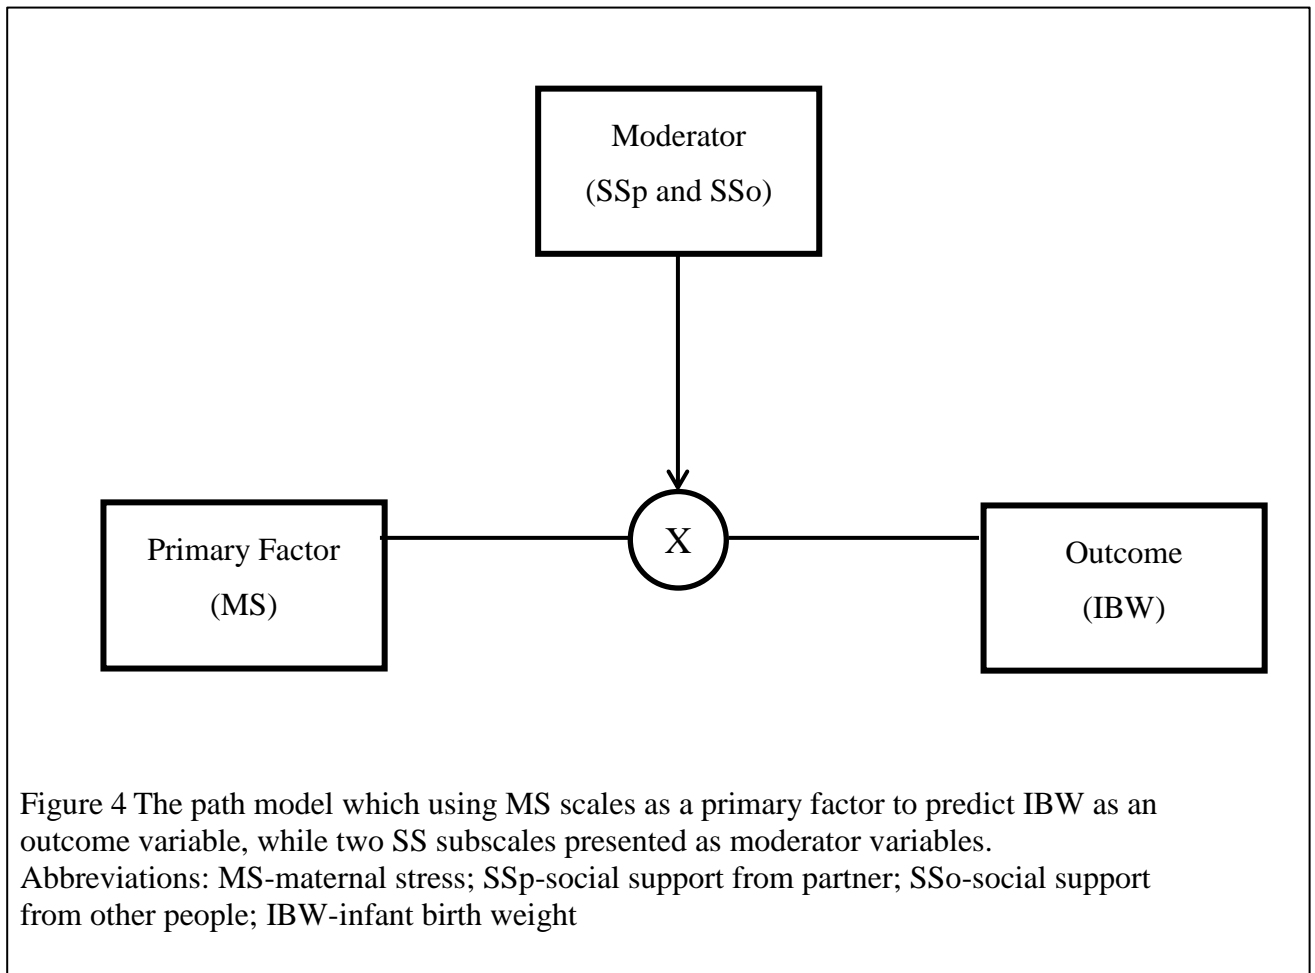 Moderator
(SSp and SSo)
Primary Factor
(MS)
X
Outcome
(IBW)
Figure 4 The path model which using MS scales as a primary factor to predict IBW as an
outcome variable, while two SS subscales presented as moderator variables.
Abbreviations: MS-maternal stress; SSp-social support from partner; SSo-social support
from other people; IBW-infant birth weight